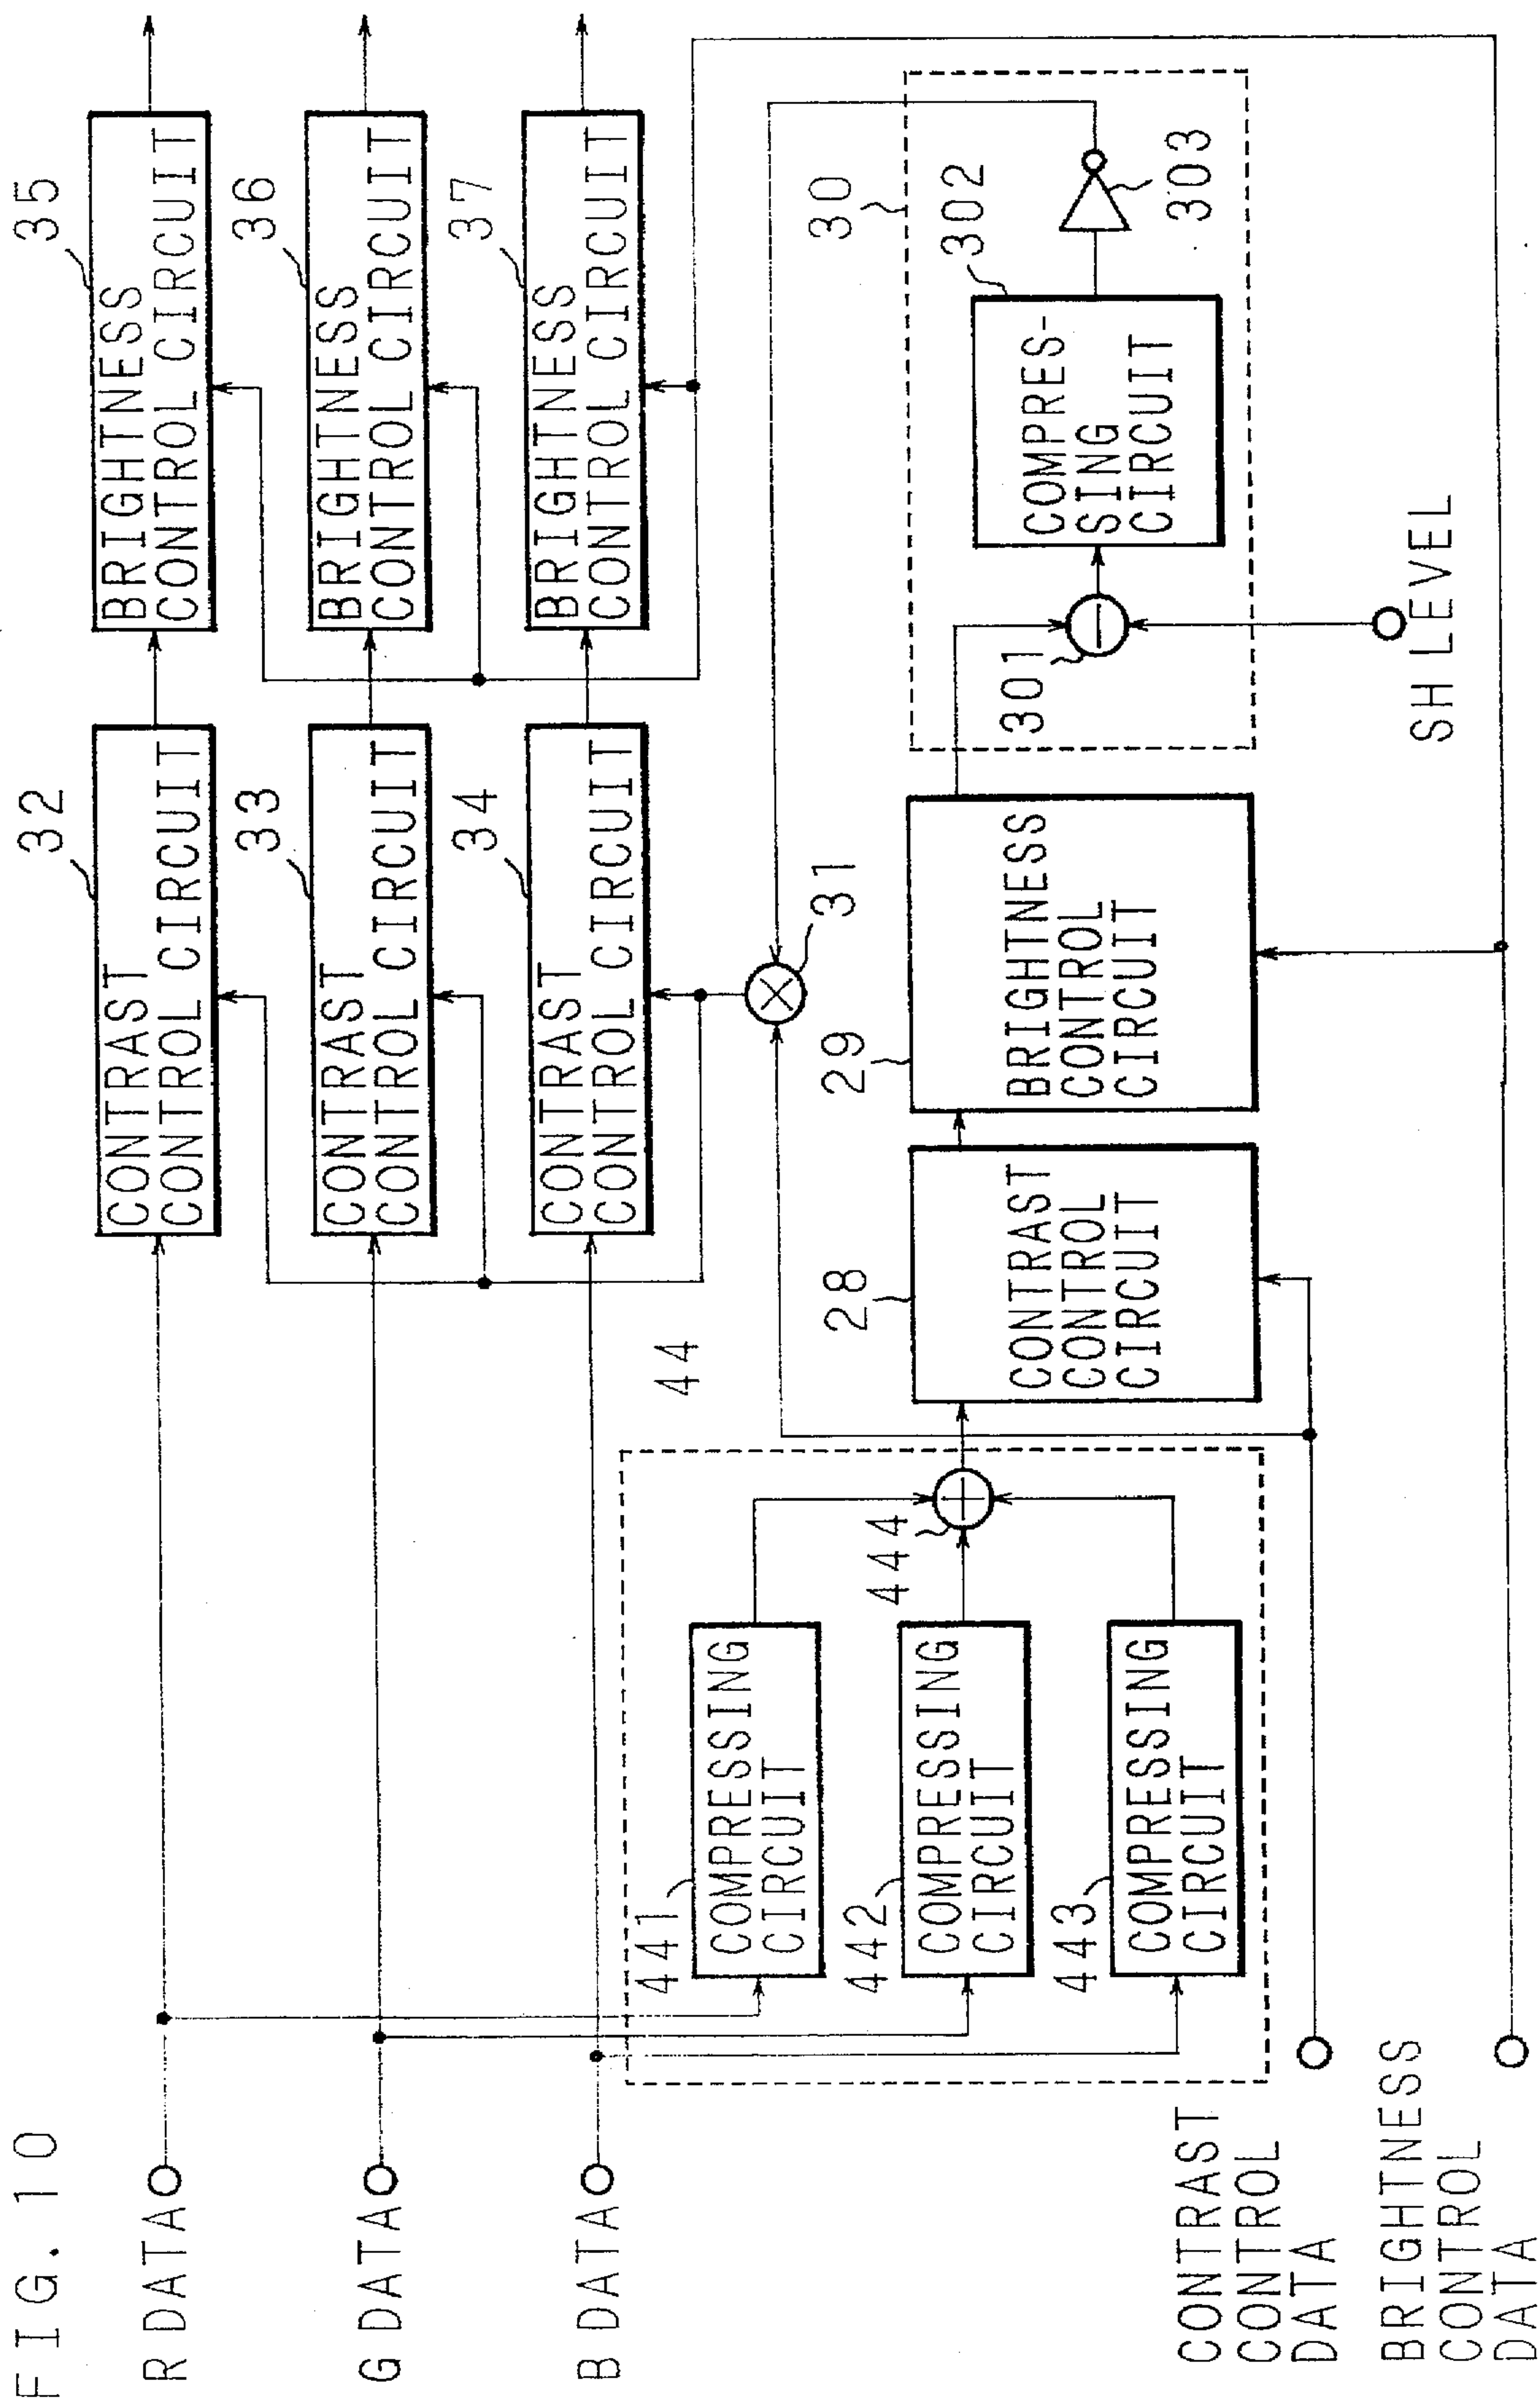 FIG. 10
R DATA
G DATA
B DATA
CONTRAST
CONTROL
DATA
BRIGHTNESS
CONTROL
DATA
32
CONTRAST
CONTROL CIRCUIT
35
BRIGHTNESS
CONTROL CIRCUIT
33
CONTRAST
CONTROL CIRCUIT
36
BRIGHTNESS
CONTROL CIRCUIT
34
CONTRAST
CONTROL CIRCUIT
37
BRIGHTNESS
CONTROL CIRCUIT
44
441
COMPRESSING
CIRCUIT
442
COMPRESSING
CIRCUIT
443
COMPRESSING
CIRCUIT
444
28
CONTRAST
CONTROL
CIRCUIT
29
BRIGHTNESS
CONTROL
CIRCUIT
31
30
301
302
COMPRES-
SING
CIRCUIT
303
SH LEVEL